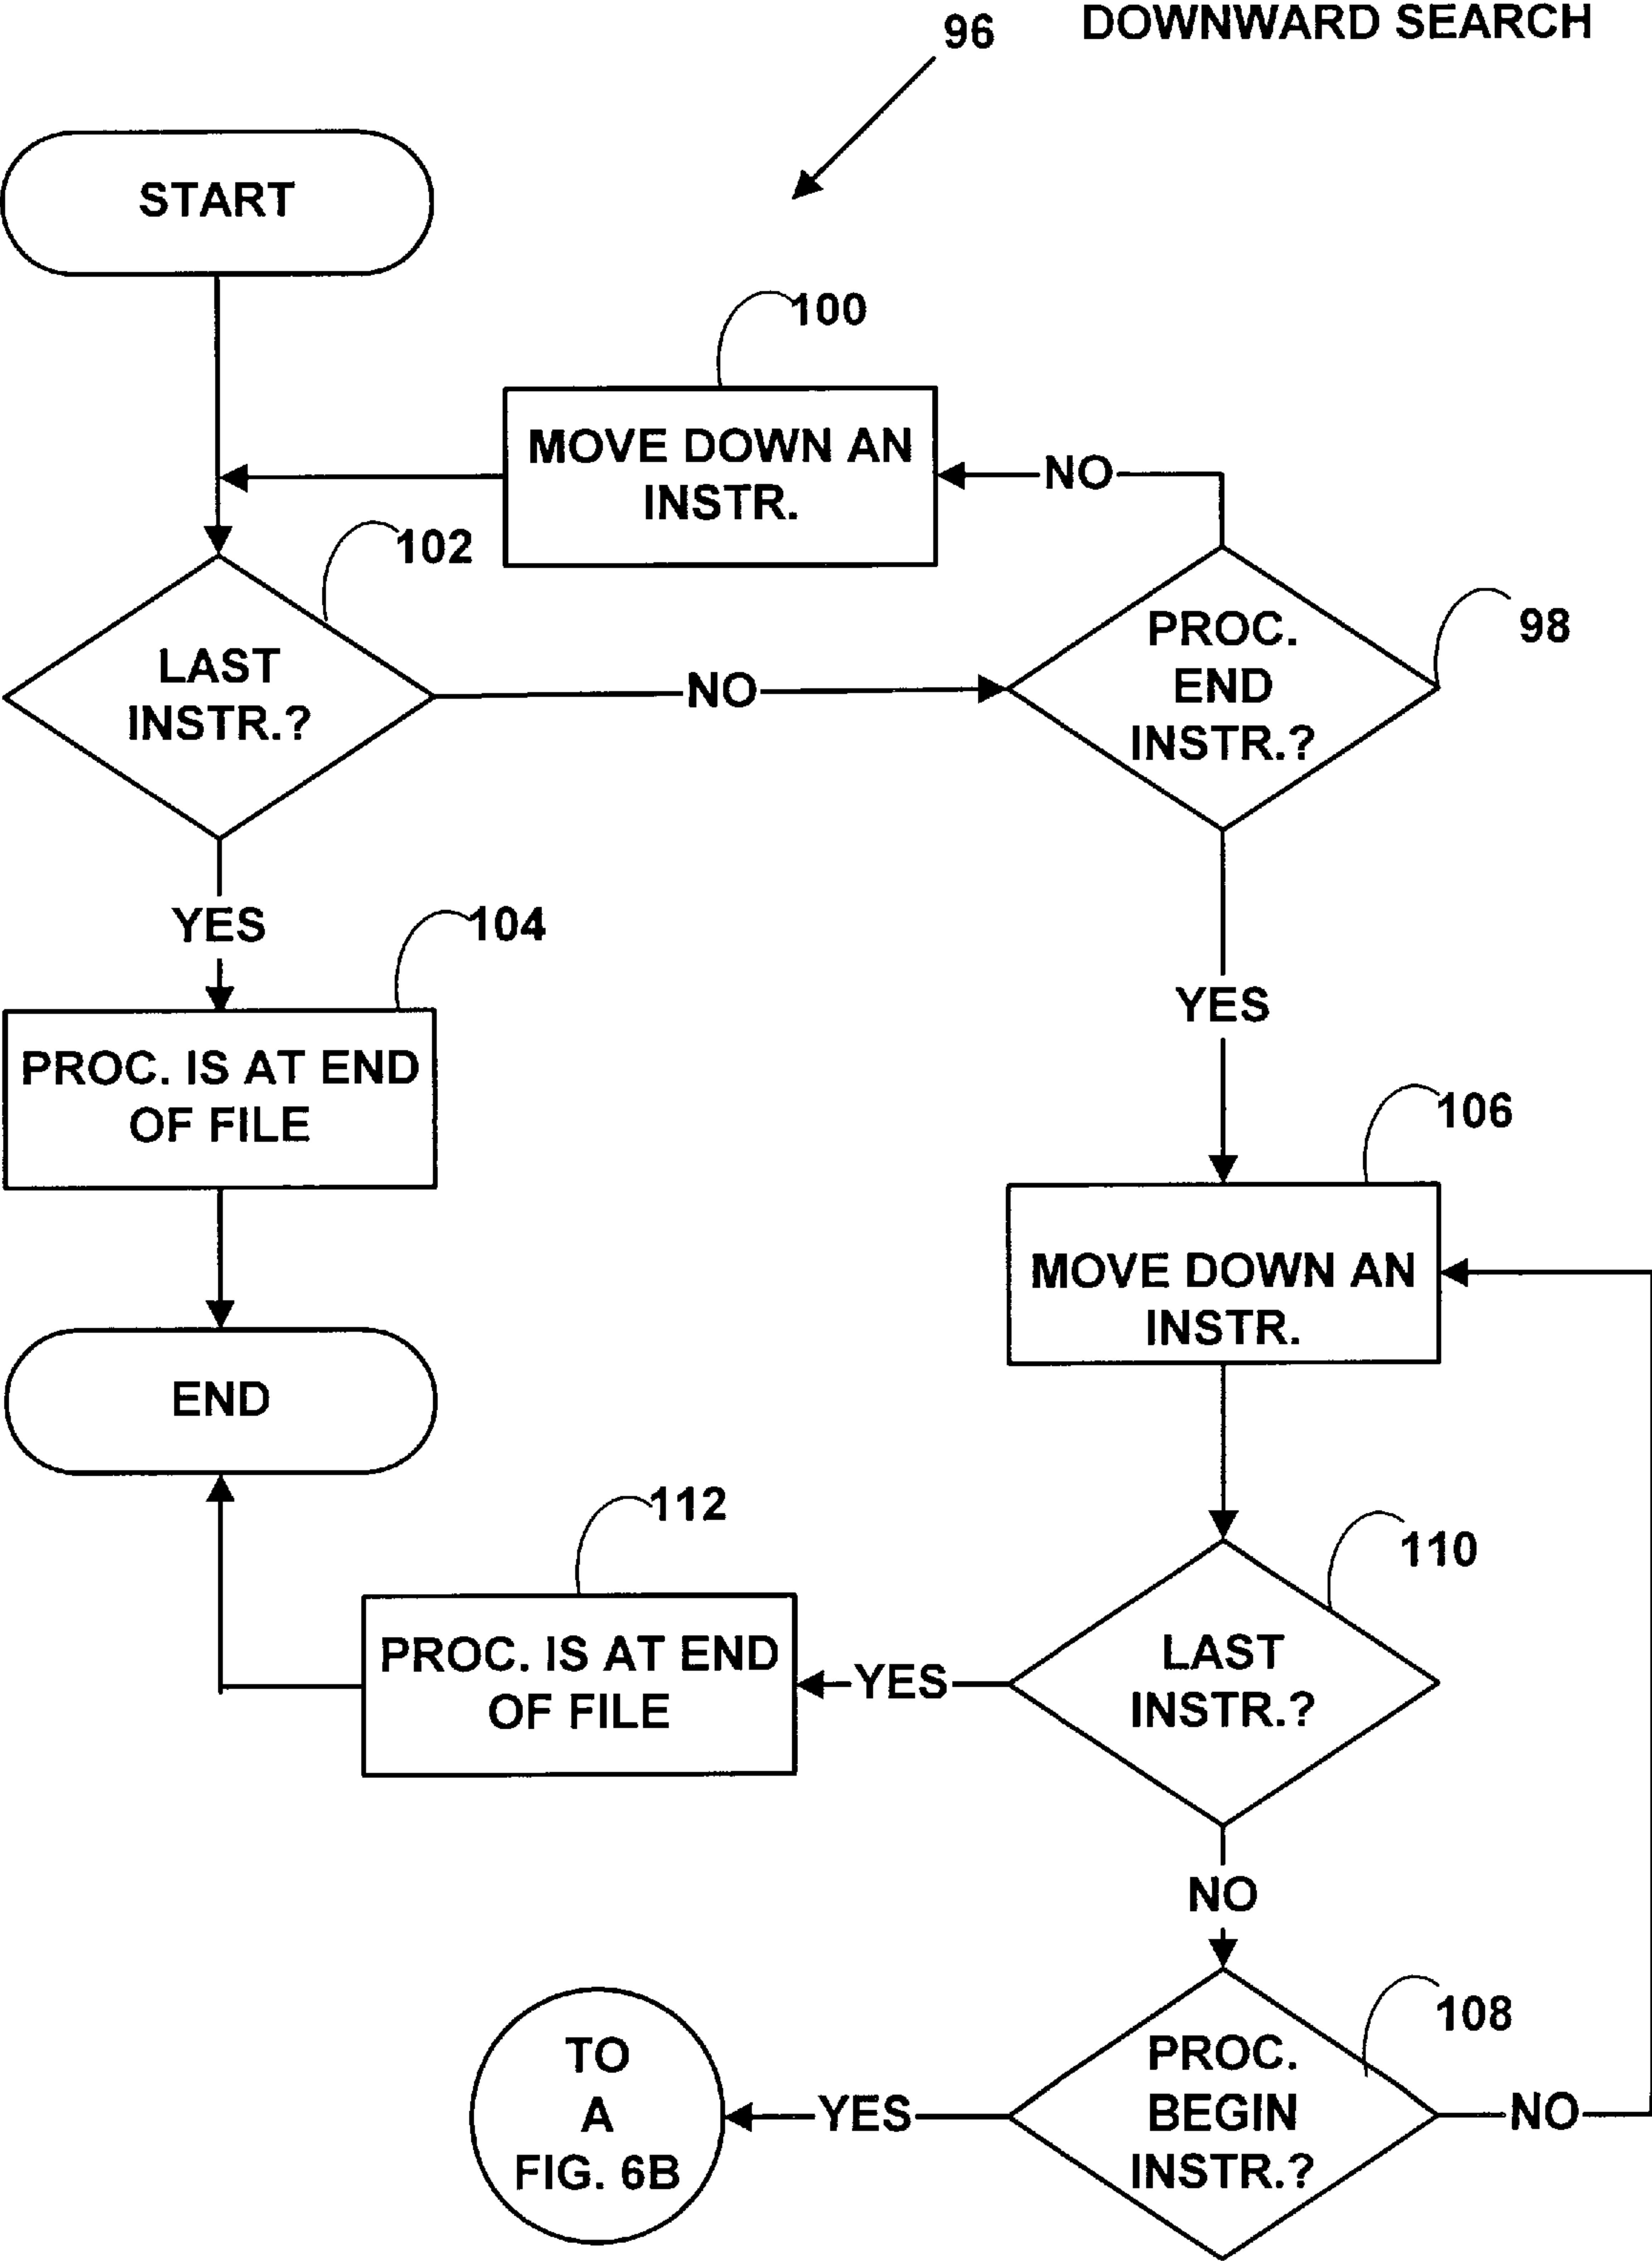 96
DOWNWARD SEARCH
START
100
MOVE DOWN AN
INSTR.
NO
102
LAST
INSTR.?
NO
98
PROC.
END
INSTR.?
YES
104
PROC. IS AT END
OF FILE
YES
106
MOVE DOWN AN
INSTR.
END
112
PROC. IS AT END
OF FILE
YES
110
LAST
INSTR.?
NO
108
PROC.
BEGIN
INSTR.?
NO
YES
TO
A
FIG. 6B